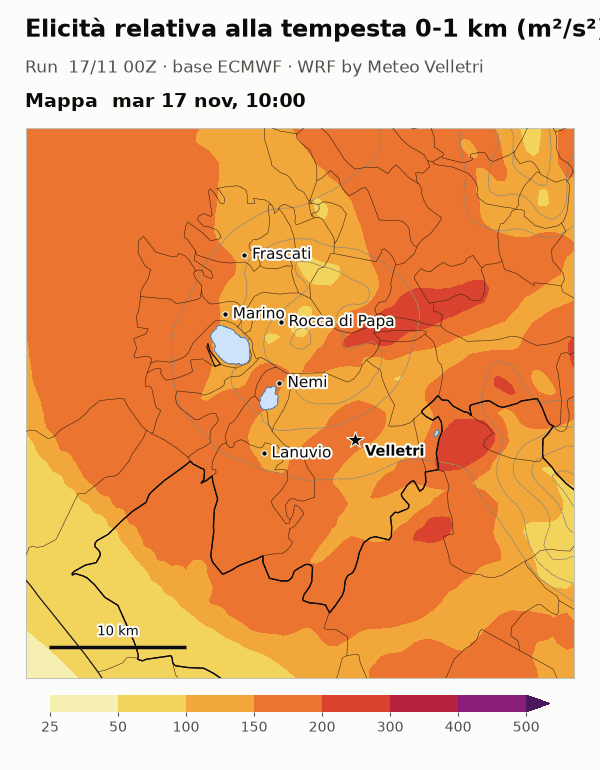 Elicità relativa alla tempesta 0-1 km (m²/s²)
Run  17/11 00Z · base ECMWF · WRF by Meteo Velletri
Mappa  mar 17 nov, 10:00
Frascati
Marino
Rocca di Papa
Nemi
Velletri
Lanuvio
10 km
25 50 100 150 200 300 400 500